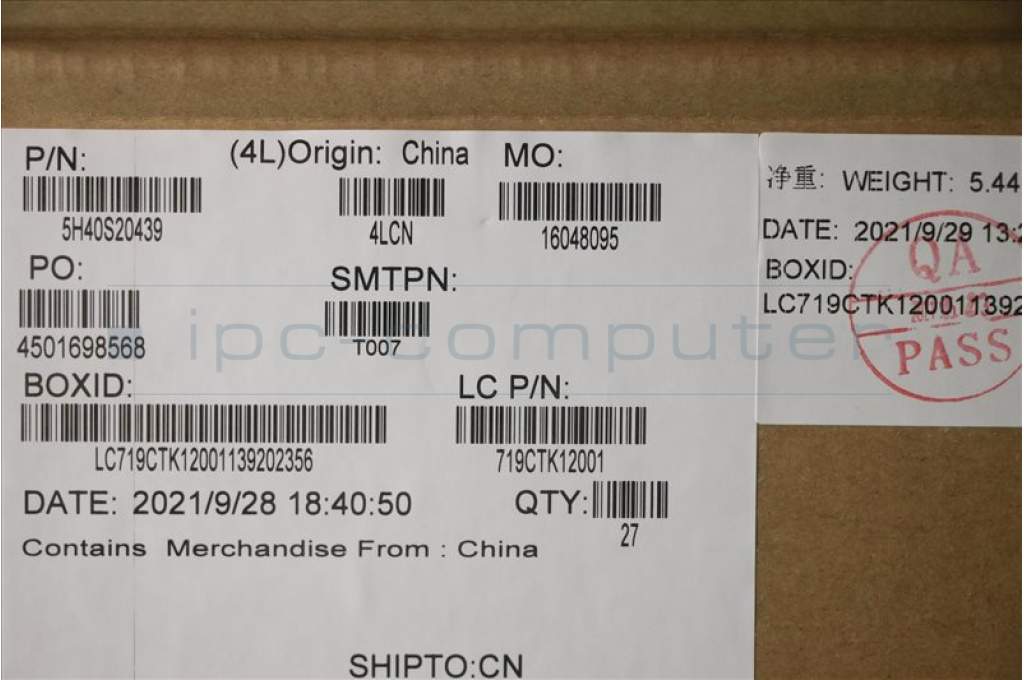 P/N:
5H40S20439
(4L)Origin: China
4LCN
MO:
16048095
PO:
4501698568
SMTPN:
T007
BOXID:
LC719CTK12001139202356
LC P/N:
719CTK12001
DATE: 2021/9/28 18:40:50
QTY:
27
Contains Merchandise From : China
SHIPTO:CN
净重: WEIGHT: 5.44
DATE: 2021/9/29 13:2
BOXID:
LC719CTK120011392
QA
PASS
ipc-computer